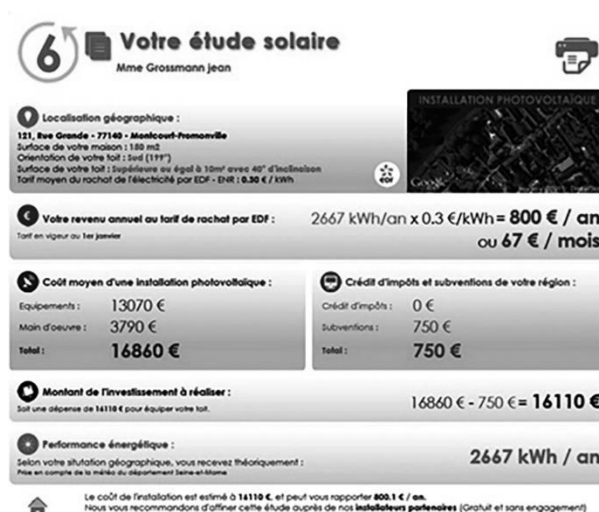 6 Votre étude solaire
Mme Grossmann jean
Localisation géographique :
121, Rue Grande - 77140 - Montcourt-Fromonville
Surface de votre maison : 180 m2
Orientation de votre toit : Sud (199°)
Surface de votre toit : Supérieure ou égal à 10m² avec 40° d'inclinaison
Tarif moyen du rachat de l'électricité par EDF - ENR : 0.30 € / kWh
INSTALLATION PHOTOVOLTAÏQUE
Google
EDF
Votre revenu annuel au tarif de rachat par EDF :
Tarif en vigeur au 1er janvier
2667 kWh/an x 0.3 €/kWh = 800 € / an
ou 67 € / mois
Coût moyen d'une installation photovoltaïque :
Equipements : 13070 €
Main d'oeuvre : 3790 €
Total : 16860 €
Crédit d'impôts et subventions de votre région :
Crédit d'impôts : 0 €
Subventions : 750 €
Total : 750 €
Montant de l'investissement à réaliser :
Soit une dépense de 16110 € pour équiper votre toit.
16860 € - 750 € = 16110 €
Performance énergétique :
Selon votre situtation géographique, vous recevez théoriquement :
Prise en compte de la météo du département Seine-et-Marne
2667 kWh / an
Le coût de l'installation est estimé à 16110 €, et peut vous rapporter 800.1 € / an.
Nous vous recommandons d'affiner cette étude auprès de nos installateurs partenaires (Gratuit et sans engagement)